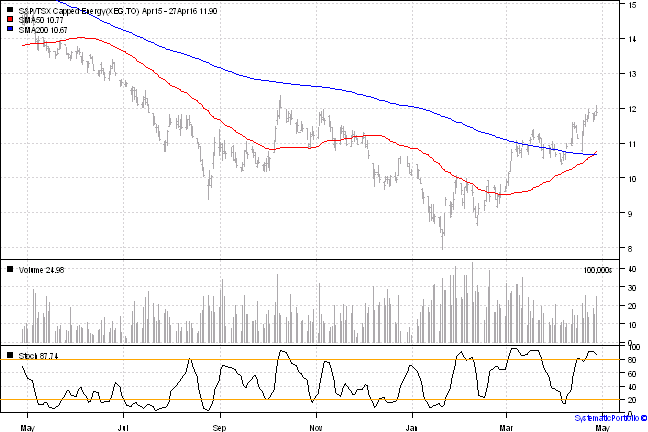 S&P/TSX Capped Energy(XEG.TO) Apr15 - 27Apr16 11.90
SMA50 10.77
SMA200 10.67
15
14
13
12
11
10
9
8
Volume 24.98
100,000s
40
30
20
10
0
Stoch 87.74
100
80
60
40
20
0
May Jul Sep Nov Jan Mar May
SystematicPortfolio ©